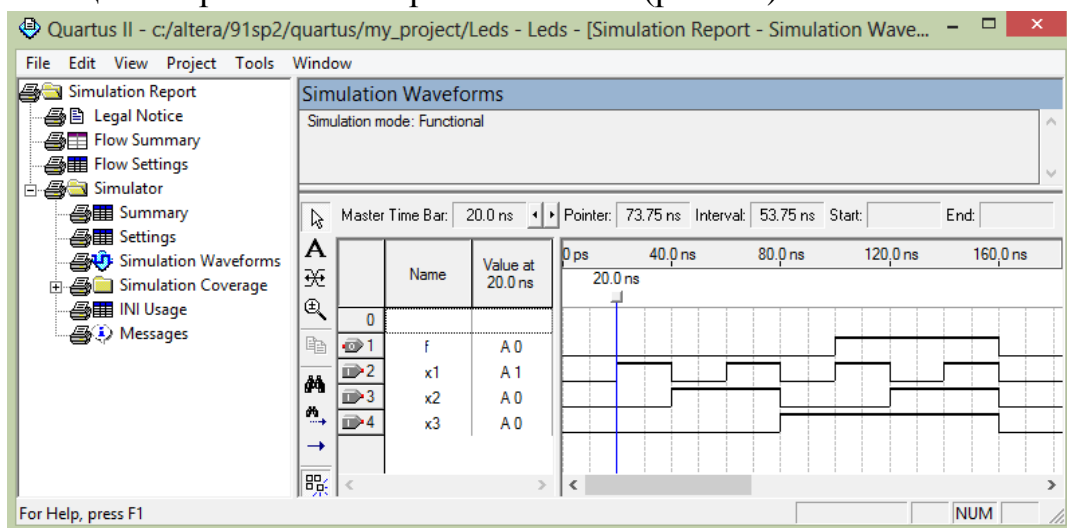 Quartus II - c:/altera/91sp2/quartus/my_project/Leds - Leds - [Simulation Report - Simulation Wave...
File Edit View Project Tools Window
Simulation Report
Legal Notice
Flow Summary
Flow Settings
Simulator
Summary
Settings
Simulation Waveforms
Simulation Coverage
INI Usage
Messages
Simulation Waveforms
Simulation mode: Functional
Master Time Bar: 20.0 ns Pointer: 73.75 ns Interval: 53.75 ns Start: End:
Name Value at 20.0 ns
0 ps 40.0 ns 80.0 ns 120.0 ns 160.0 ns
20.0 ns
0
1 f A 0
2 x1 A 1
3 x2 A 0
4 x3 A 0
For Help, press F1 NUM